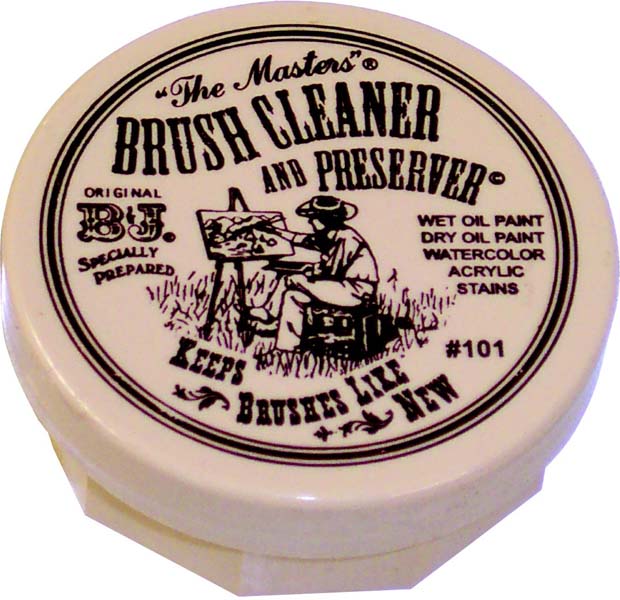 "The Masters"®
BRUSH CLEANER
AND PRESERVER©
ORIGINAL
B&J.
SPECIALLY
PREPARED
WET OIL PAINT
DRY OIL PAINT
WATERCOLOR
ACRYLIC
STAINS
#101
KEEPS
BRUSHES LIKE
NEW